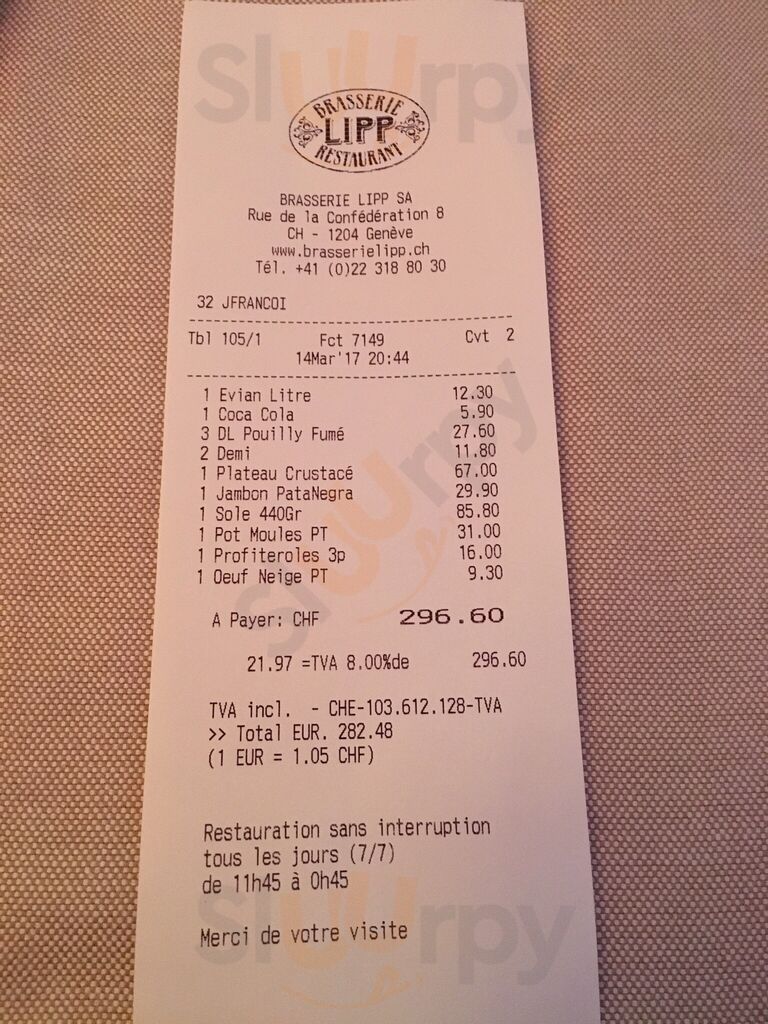 Sluurpy
BRASSERIE
LIPP
RESTAURANT
BRASSERIE LIPP SA
Rue de la Confédération 8
CH - 1204 Genève
www.brasserielipp.ch
Tél. +41 (0)22 318 80 30
32 JFRANCOI
Tbl 105/1 Fct 7149 Cvt 2
14Mar'17 20:44
1 Evian Litre 12.30
1 Coca Cola 5.90
3 DL Pouilly Fumé 27.60
2 Demi 11.80
1 Plateau Crustacé 67.00
1 Jambon PataNegra 29.90
1 Sole 440Gr 85.80
1 Pot Moules PT 31.00
1 Profiteroles 3p 16.00
1 Oeuf Neige PT 9.30
Sluurpy
A Payer: CHF 296.60
21.97 =TVA 8.00%de 296.60
TVA incl. - CHE-103.612.128-TVA
>> Total EUR. 282.48
(1 EUR = 1.05 CHF)
Restauration sans interruption
tous les jours (7/7)
de 11h45 à 0h45
Merci de votre visite
Sluurpy